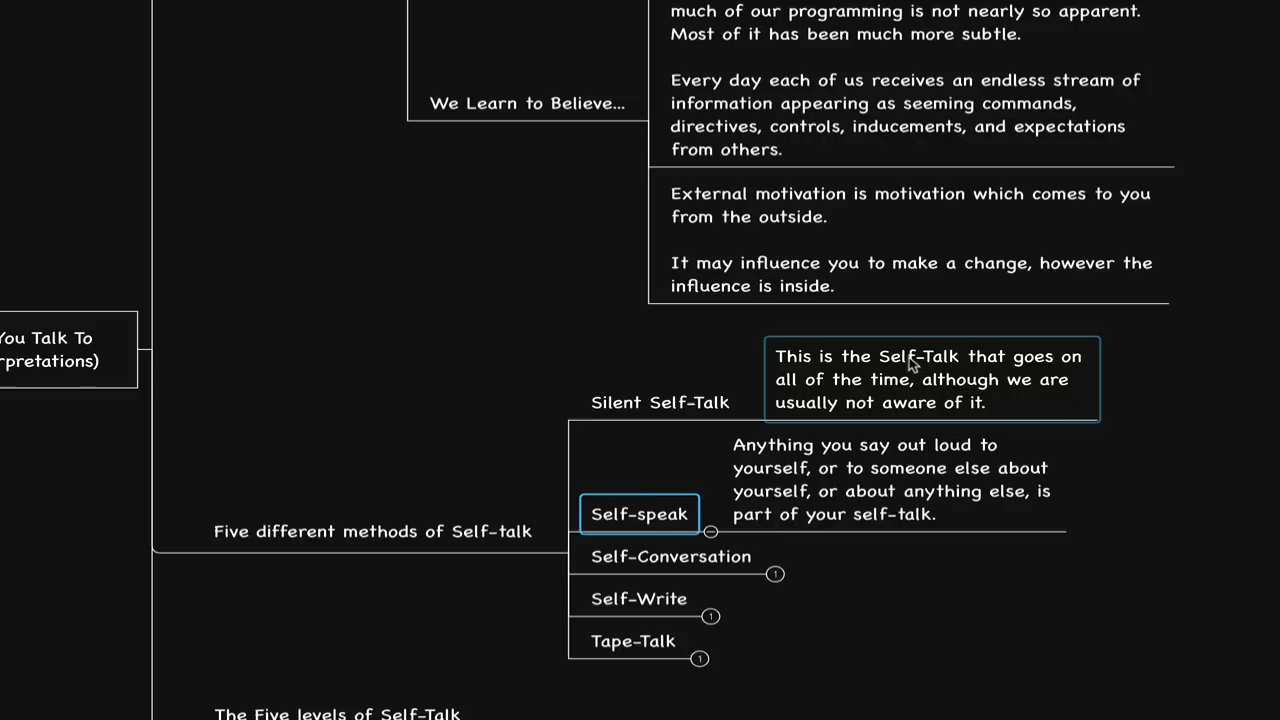 much of our programming is not nearly so apparent.
Most of it has been much more subtle.
Every day each of us receives an endless stream of
information appearing as seeming commands,
directives, controls, inducements, and expectations
from others.
We Learn to Believe...
External motivation is motivation which comes to you
from the outside.
It may influence you to make a change, however the
influence is inside.
You Talk To
rpretations)
This is the Self-Talk that goes on
all of the time, although we are
usually not aware of it.
Silent Self-Talk
Anything you say out loud to
yourself, or to someone else about
yourself, or about anything else, is
part of your self-talk.
Self-speak
Five different methods of Self-talk
Self-Conversation
1
Self-Write
1
Tape-Talk
1
The Five levels of Self-Talk